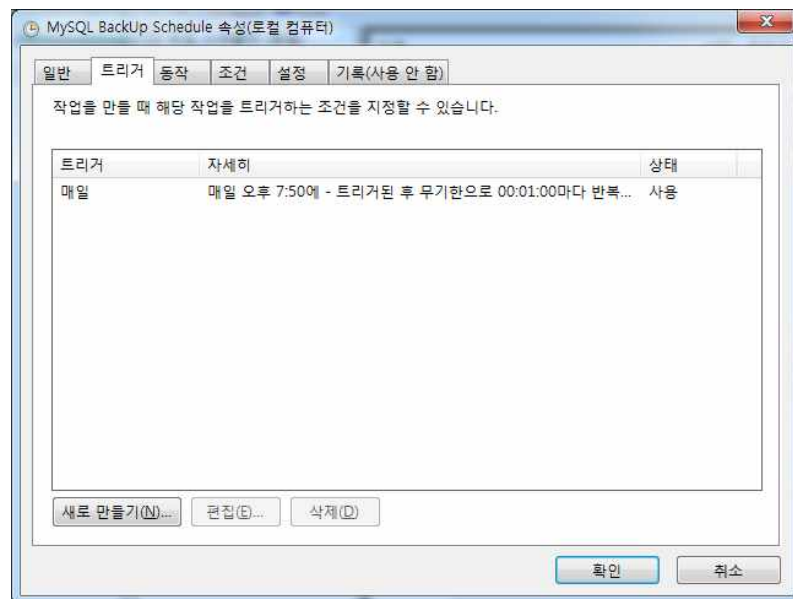 MySQL BackUp Schedule 속성(로컬 컴퓨터)
일반 트리거 동작 조건 설정 기록(사용 안 함)
작업을 만들 때 해당 작업을 트리거하는 조건을 지정할 수 있습니다.
트리거 자세히 상태
매일 매일 오후 7:50에 - 트리거된 후 무기한으로 00:01:00마다 반복... 사용
새로 만들기(N)... 편집(E)... 삭제(D)
확인 취소